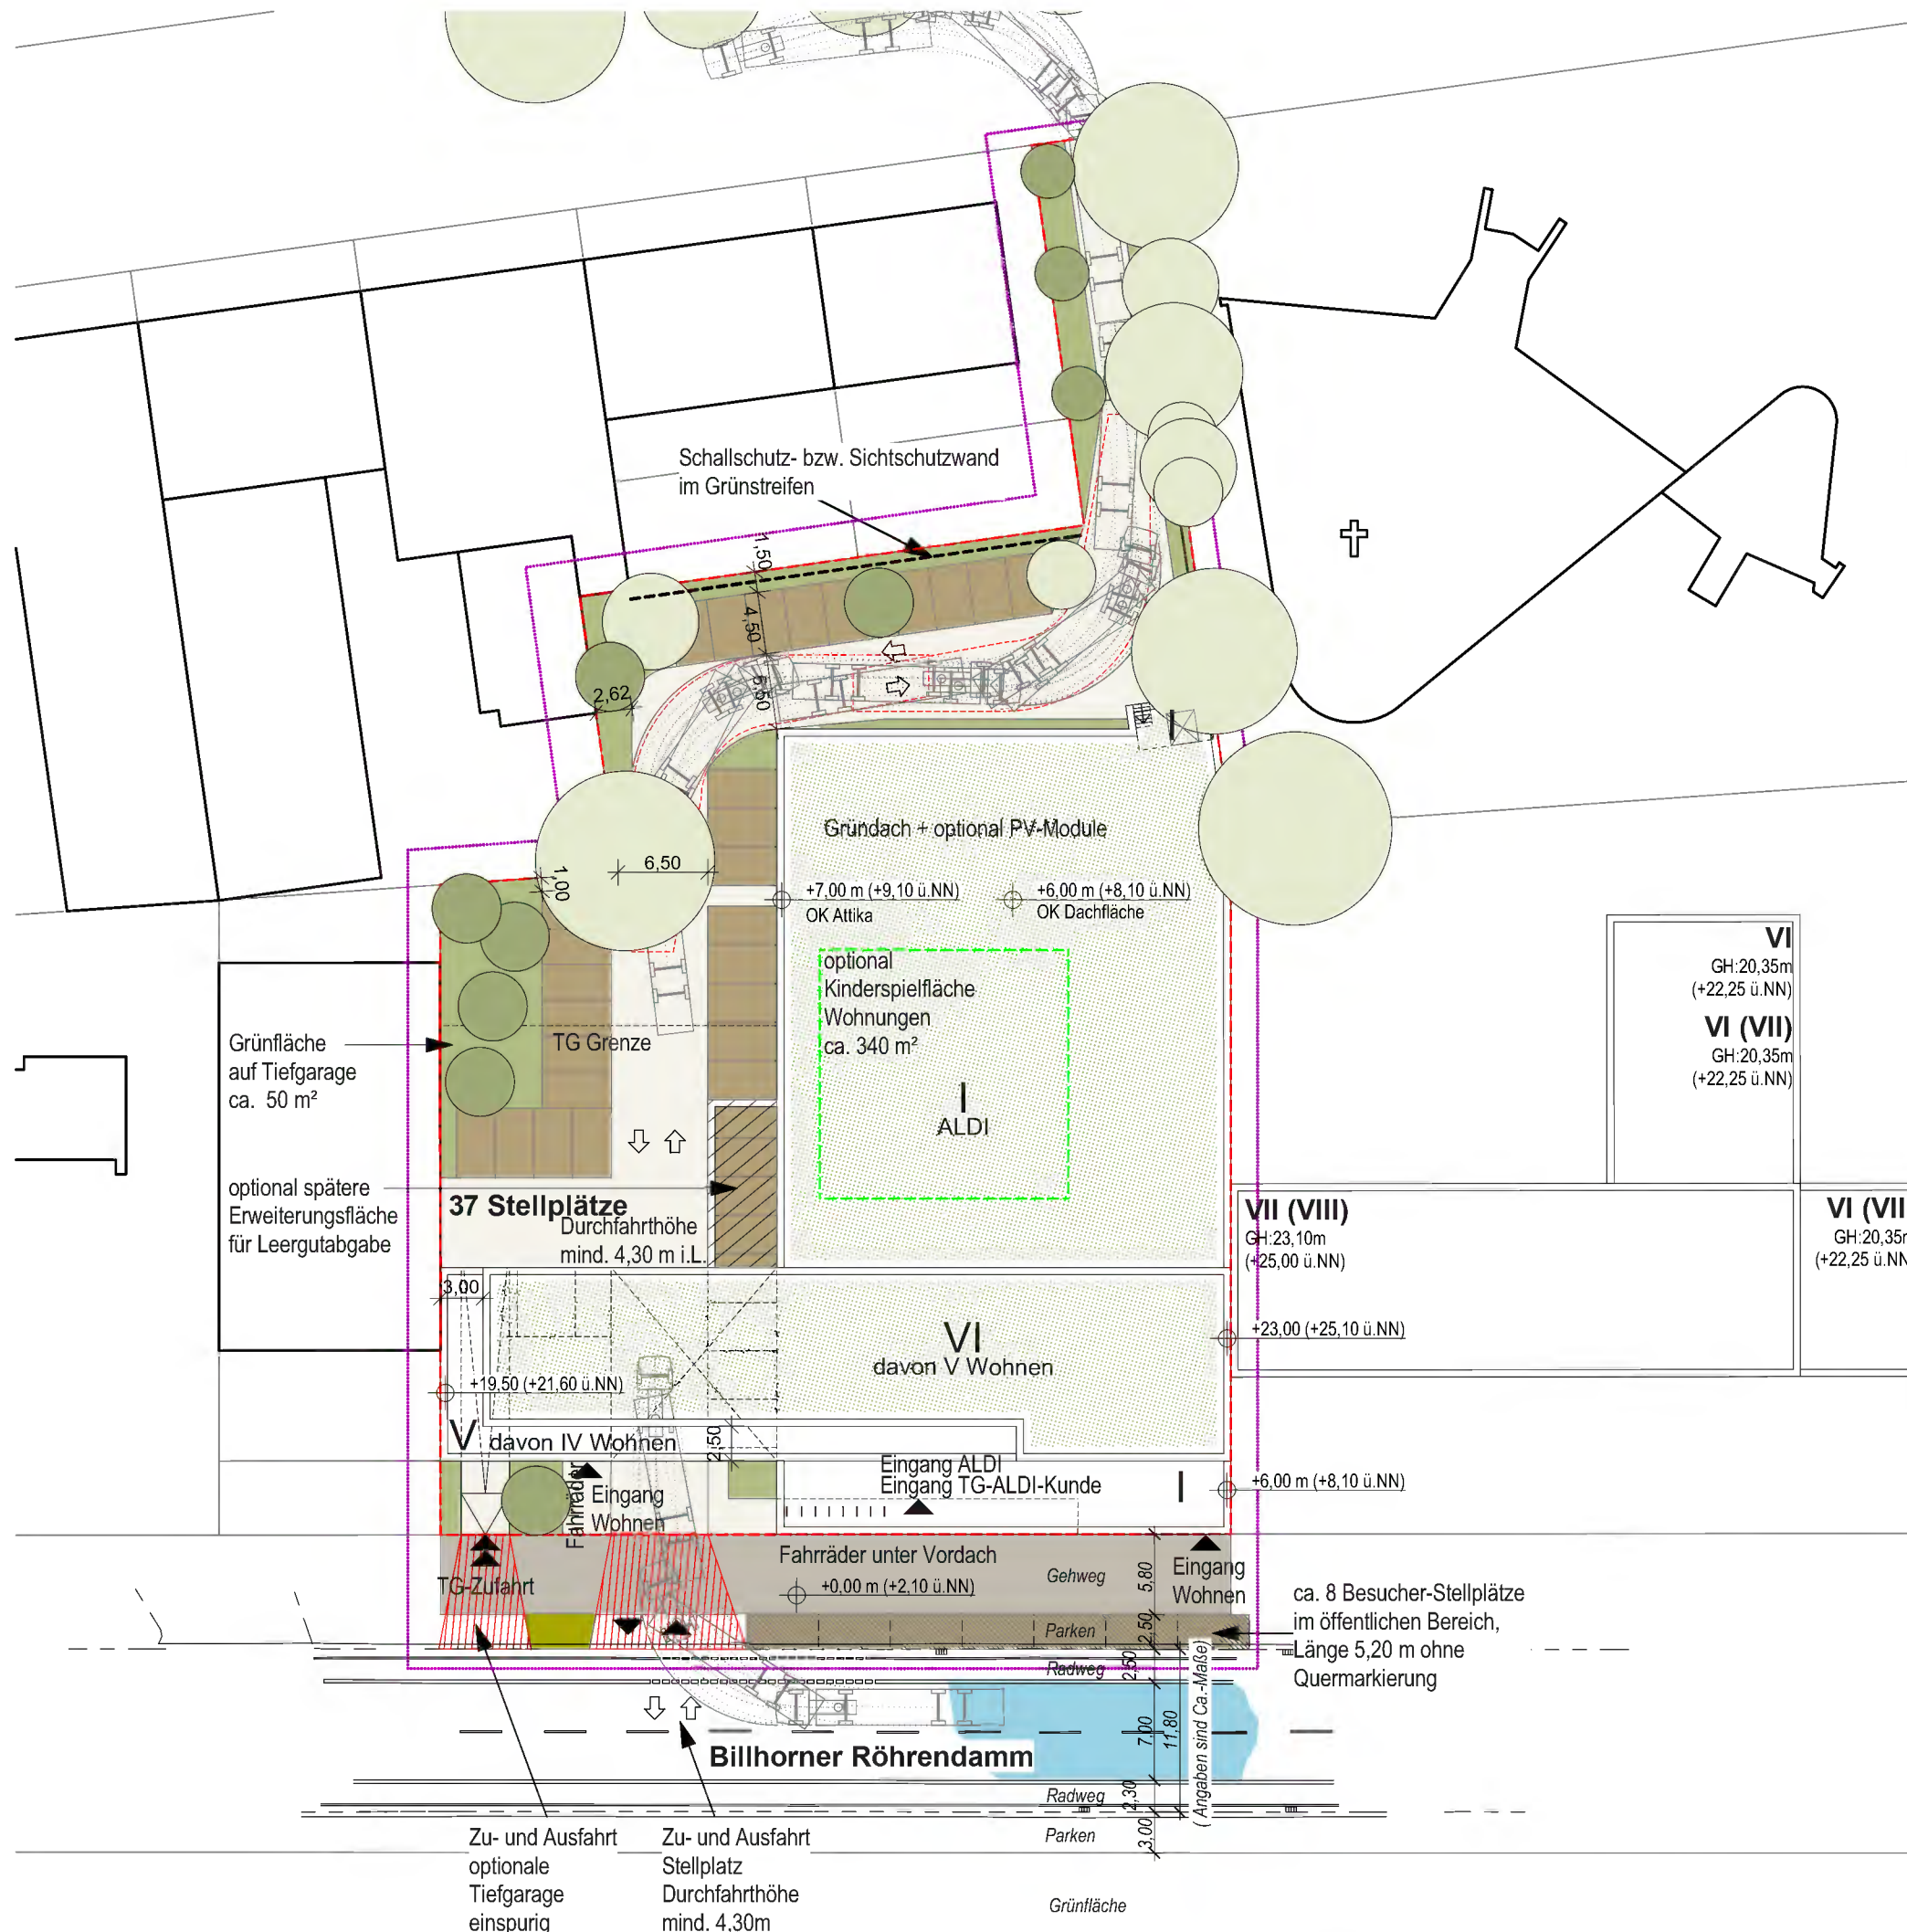 Schallschutz- bzw. Sichtschutzwand
im Grünstreifen
1,50
4,50
5,50
2,62
6,50
1,00
Gründach + optional PV-Module
+7,00 m (+9,10 ü.NN)
OK Attika
+6,00 m (+8,10 ü.NN)
OK Dachfläche
optional
Kinderspielfläche
Wohnungen
ca. 340 m²
I
ALDI
I
TG Grenze
Grünfläche
auf Tiefgarage
ca. 50 m²
optional spätere
Erweiterungsfläche
für Leergutabgabe
37 Stellplätze
Durchfahrthöhe
mind. 4,30 m i.L.
VI
GH:20,35m
(+22,25 ü.NN)
VI (VII)
GH:20,35m
(+22,25 ü.NN)
VII (VIII)
GH:23,10m
(+25,00 ü.NN)
VI (VII
GH:20,35m
(+22,25 ü.NN
3,00
VI
davon V Wohnen
+23,00 (+25,10 ü.NN)
+19,50 (+21,60 ü.NN)
V davon IV Wohnen
2,50
Eingang ALDI
Eingang TG-ALDI-Kunde
I
+6,00 m (+8,10 ü.NN)
Fahrräder
Eingang
Wohnen
TG-Zufahrt
Fahrräder unter Vordach
+0,00 m (+2,10 ü.NN)
Gehweg
5,80
Eingang
Wohnen
ca. 8 Besucher-Stellplätze
im öffentlichen Bereich,
Länge 5,20 m ohne
Quermarkierung
Parken
2,50
Radweg
2,50
7,00
11,80
(Angaben sind Ca.-Maße)
Billhorner Röhrendamm
Radweg
2,30
Parken
3,00
Zu- und Ausfahrt
optionale
Tiefgarage
einspurig
Zu- und Ausfahrt
Stellplatz
Durchfahrthöhe
mind. 4,30m
Grünfläche